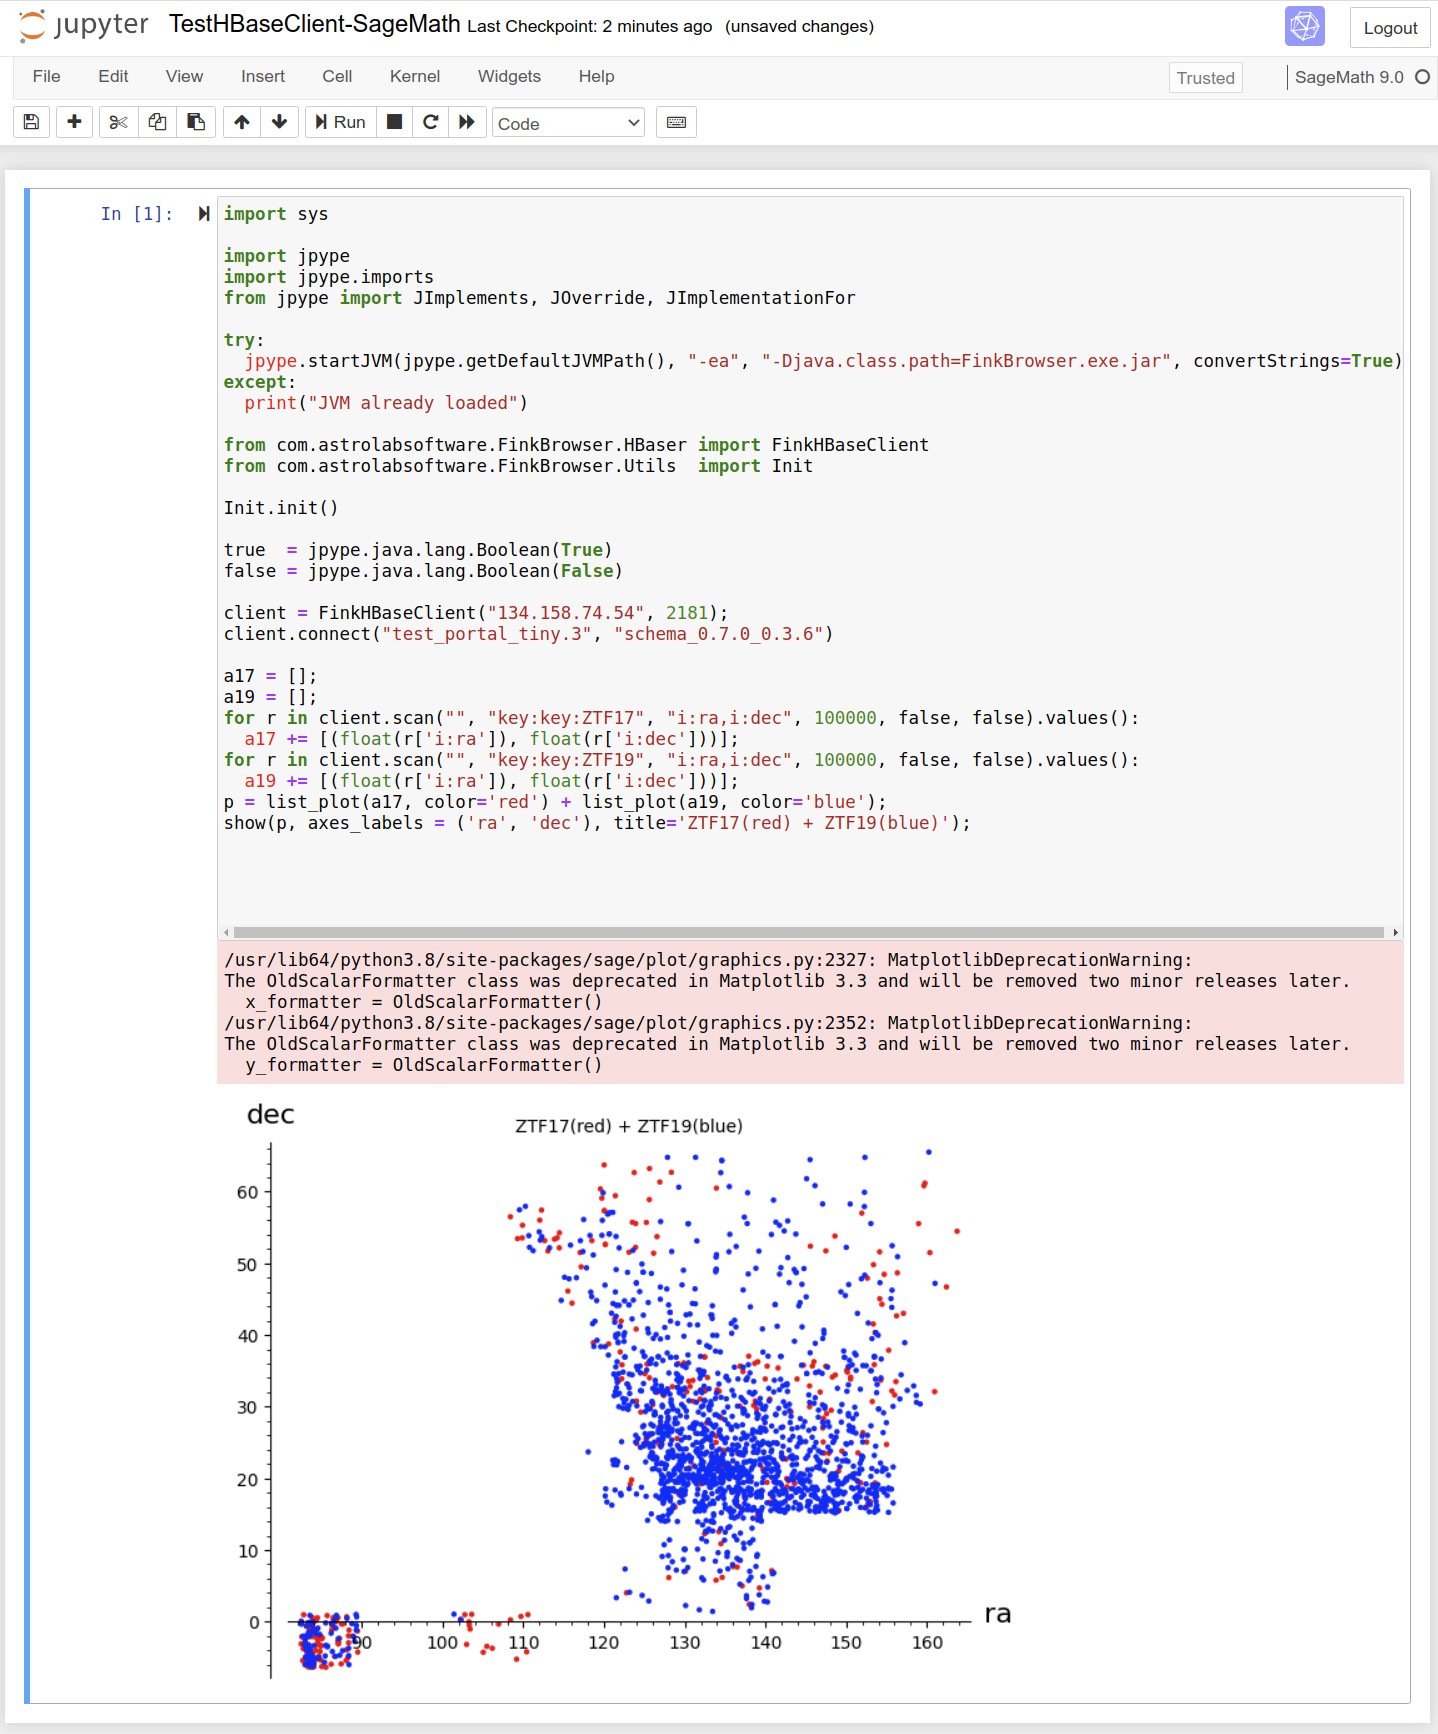 jupyter TestHBaseClient-SageMath Last Checkpoint: 2 minutes ago (unsaved changes) Logout
File Edit View Insert Cell Kernel Widgets Help Trusted SageMath 9.0
Run Code
In [1]:
import sys
import jpype
import jpype.imports
from jpype import JImplements, JOverride, JImplementationFor
try:
  jpype.startJVM(jpype.getDefaultJVMPath(), "-ea", "-Djava.class.path=FinkBrowser.exe.jar", convertStrings=True)
except:
  print("JVM already loaded")
from com.astrolabsoftware.FinkBrowser.HBaser import FinkHBaseClient
from com.astrolabsoftware.FinkBrowser.Utils  import Init
Init.init()
true  = jpype.java.lang.Boolean(True)
false = jpype.java.lang.Boolean(False)
client = FinkHBaseClient("134.158.74.54", 2181);
client.connect("test_portal_tiny.3", "schema_0.7.0_0.3.6")
a17 = [];
a19 = [];
for r in client.scan("", "key:key:ZTF17", "i:ra,i:dec", 100000, false, false).values():
  a17 += [(float(r['i:ra']), float(r['i:dec']))];
for r in client.scan("", "key:key:ZTF19", "i:ra,i:dec", 100000, false, false).values():
  a19 += [(float(r['i:ra']), float(r['i:dec']))];
p = list_plot(a17, color='red') + list_plot(a19, color='blue');
show(p, axes_labels = ('ra', 'dec'), title='ZTF17(red) + ZTF19(blue)');
/usr/lib64/python3.8/site-packages/sage/plot/graphics.py:2327: MatplotlibDeprecationWarning:
The OldScalarFormatter class was deprecated in Matplotlib 3.3 and will be removed two minor releases later.
  x_formatter = OldScalarFormatter()
/usr/lib64/python3.8/site-packages/sage/plot/graphics.py:2352: MatplotlibDeprecationWarning:
The OldScalarFormatter class was deprecated in Matplotlib 3.3 and will be removed two minor releases later.
  y_formatter = OldScalarFormatter()
dec
ZTF17(red) + ZTF19(blue)
60
50
40
30
20
10
0
ra
90 100 110 120 130 140 150 160